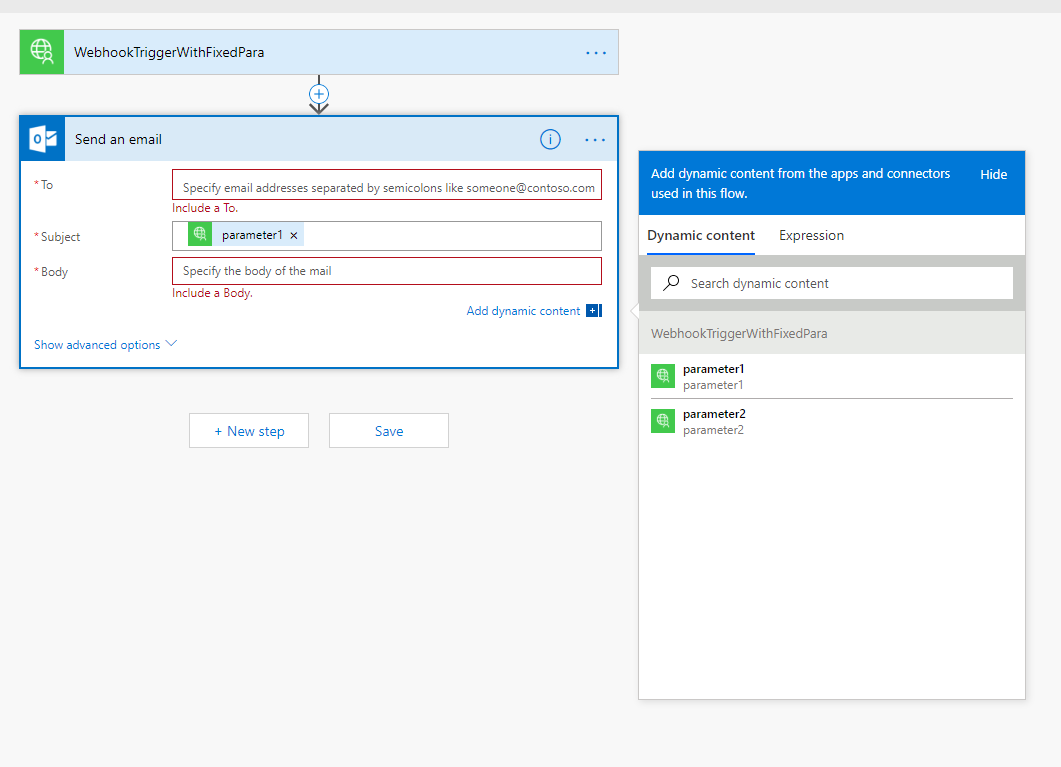 WebhookTriggerWithFixedPara
Send an email
*To
Specify email addresses separated by semicolons like someone@contoso.com
Include a To.
*Subject
parameter1 ×
*Body
Specify the body of the mail
Include a Body.
Add dynamic content
Show advanced options
+ New step
Save
Add dynamic content from the apps and connectors
used in this flow.
Hide
Dynamic content
Expression
Search dynamic content
WebhookTriggerWithFixedPara
parameter1
parameter1
parameter2
parameter2